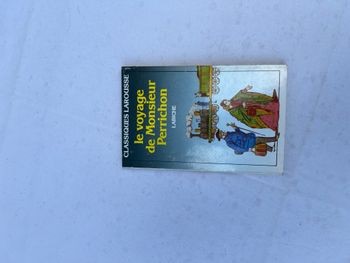 CLASSIQUES LAROUSSE
le voyage
de Monsieur
Perrichon
LABICHE